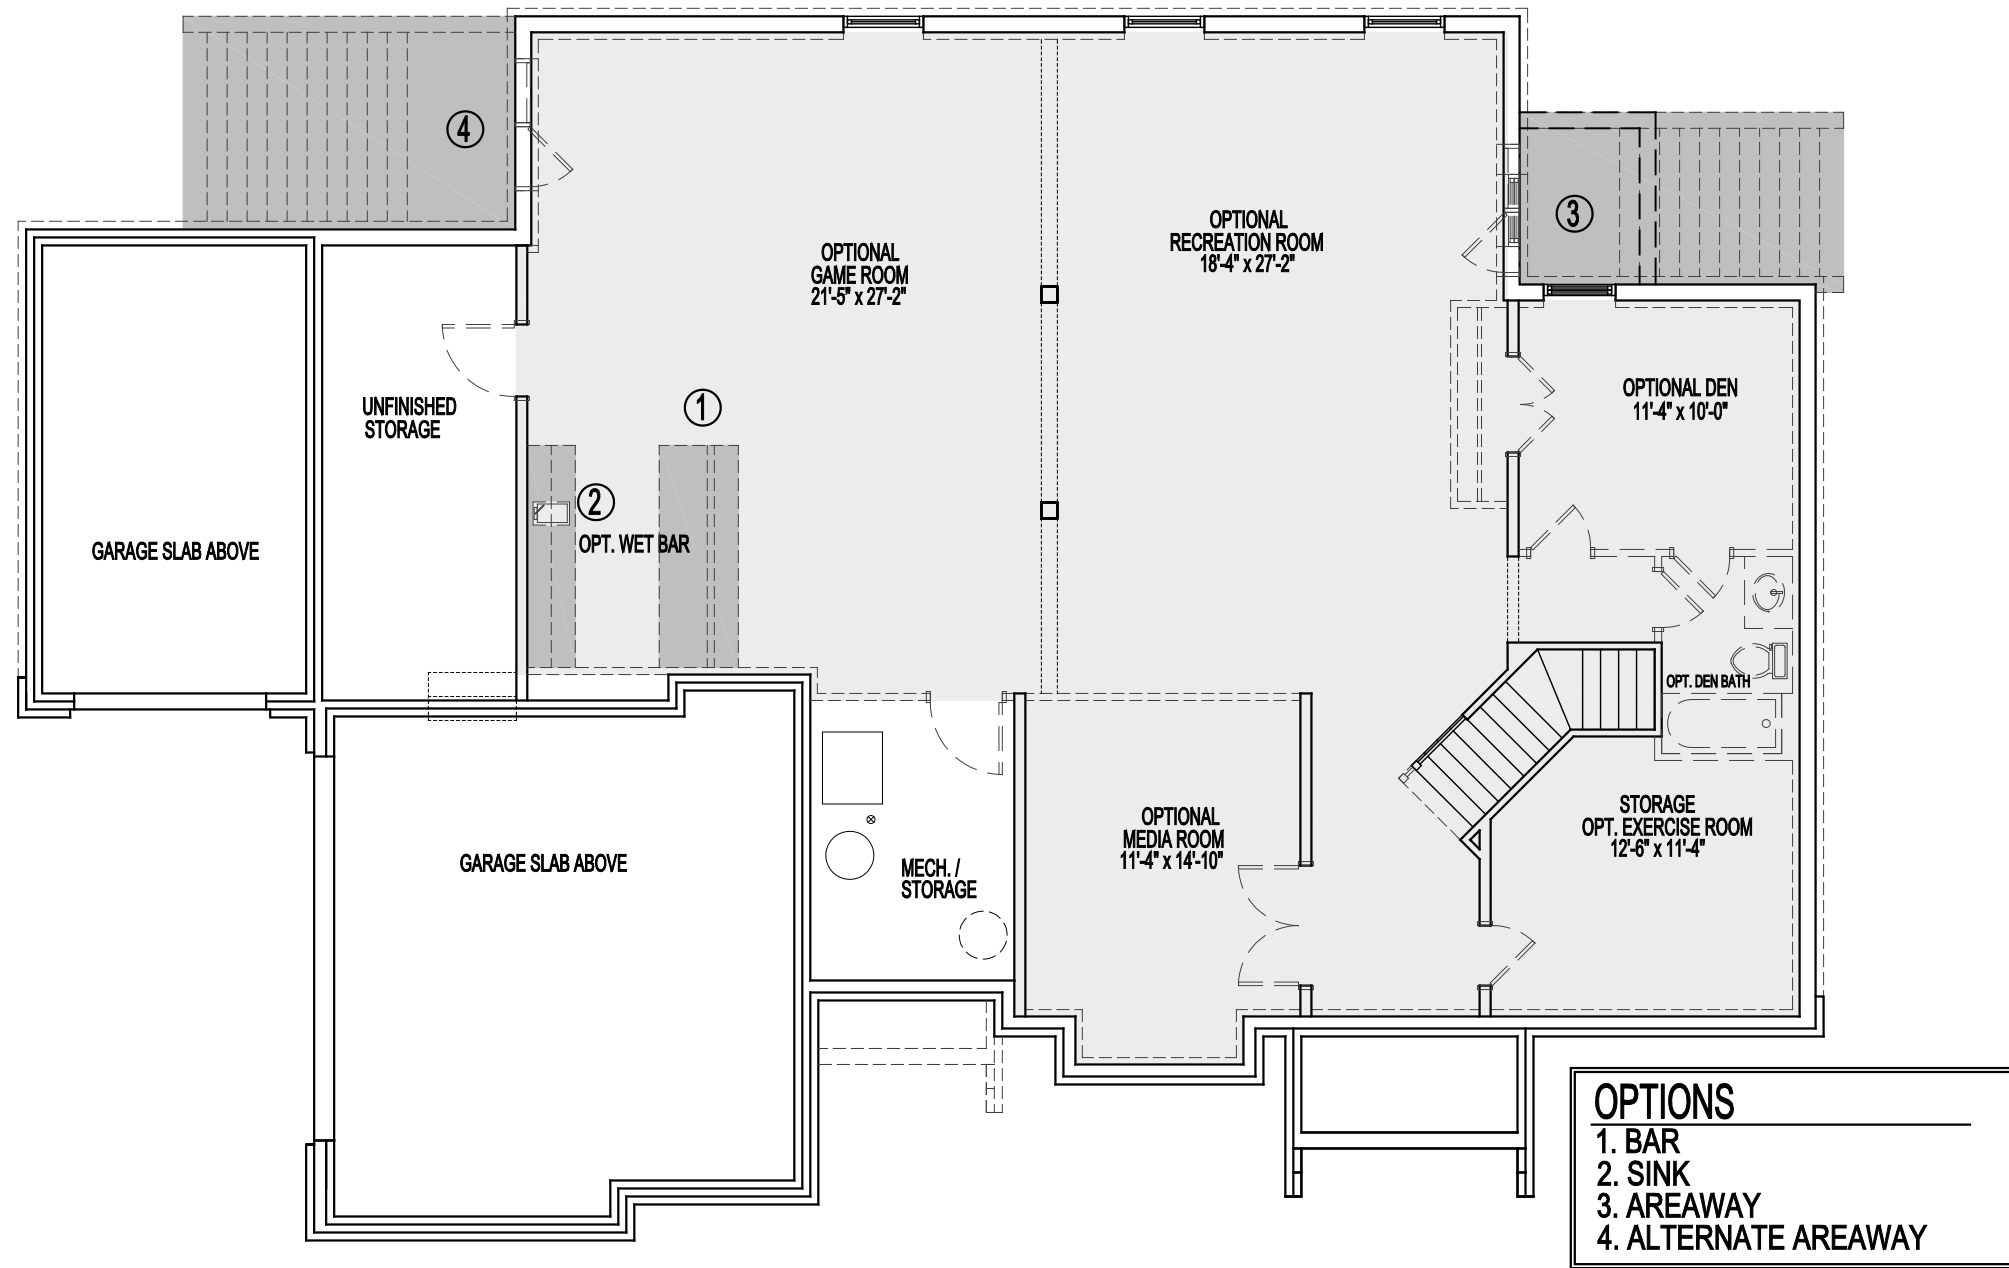 ④
③
OPTIONAL
RECREATION ROOM
18'-4" x 27'-2"
OPTIONAL
GAME ROOM
21'-5" x 27'-2"
OPTIONAL DEN
11'-4" x 10'-0"
①
UNFINISHED
STORAGE
②
OPT. WET BAR
GARAGE SLAB ABOVE
OPT. DEN BATH
STORAGE
OPT. EXERCISE ROOM
12'-6" x 11'-4"
OPTIONAL
MEDIA ROOM
11'-4" x 14'-10"
GARAGE SLAB ABOVE
MECH. /
STORAGE
OPTIONS
1. BAR
2. SINK
3. AREAWAY
4. ALTERNATE AREAWAY